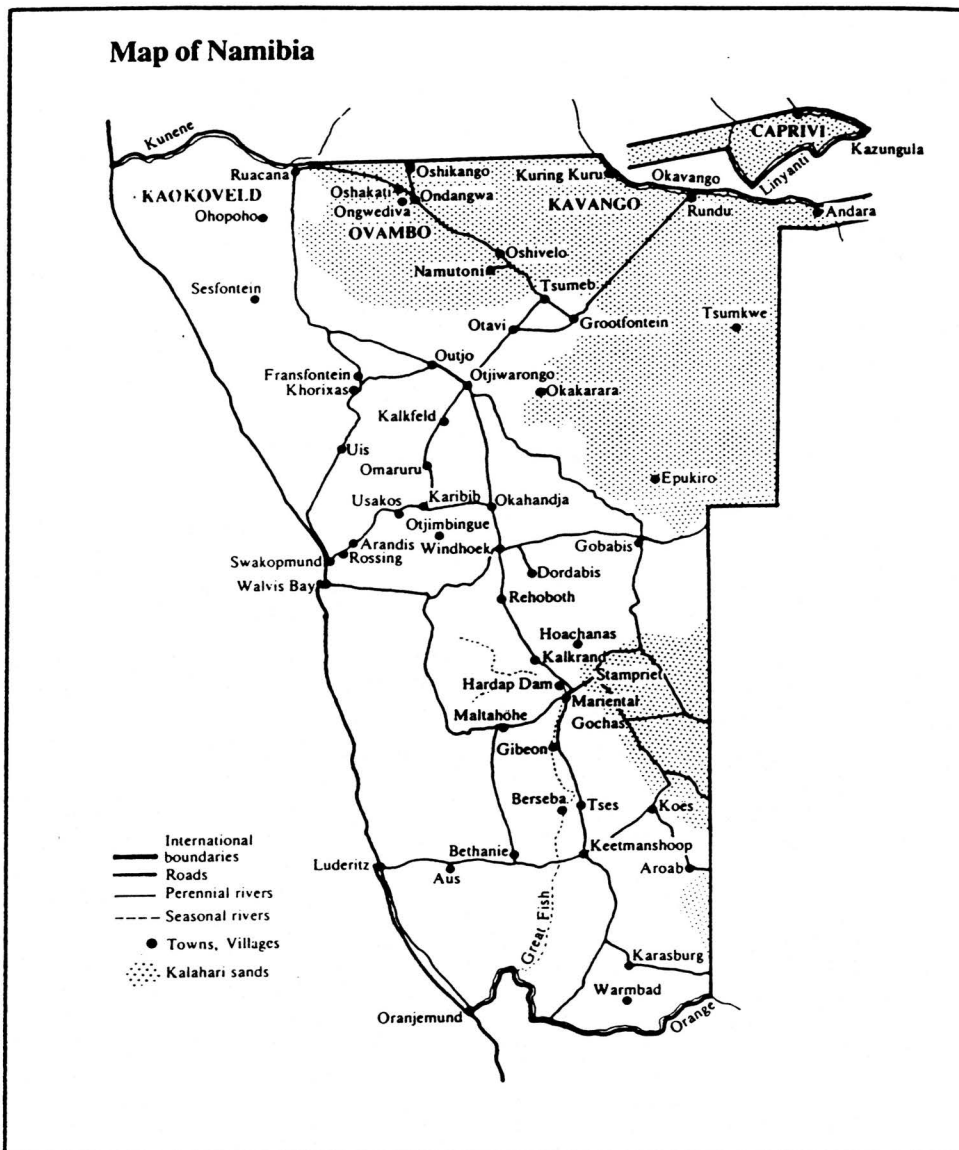 Map of Namibia
Kunene
CAPRIVI
Kazungula
Linyanti
Ruacana
Oshikango
Kuring Kuru
Okavango
KAOKOVELD
Oshakati
Ondangwa
KAVANGO
Ongwediva
Rundu
Andara
Ohopoho
OVAMBO
Oshivelo
Namutoni
Sesfontein
Tsumeb
Tsumkwe
Otavi
Grootfontein
Outjo
Fransfontein
Otjiwarongo
Khorixas
Okakarara
Kalkfeld
Uis
Omaruru
Epukiro
Usakos
Karibib
Okahandja
Otjimbingue
Arandis
Windhoek
Gobabis
Swakopmund
Rossing
Dordabis
Walvis Bay
Rehoboth
Hoachanas
Kalkrand
Stampriet
Hardap Dam
Mariental
Maltahöhe
Gochas
Gibeon
Berseba
Tses
Koës
International
boundaries
Roads
Perennial rivers
Seasonal rivers
Towns, Villages
Kalahari sands
Luderitz
Bethanie
Keetmanshoop
Aus
Aroab
Great Fish
Karasburg
Warmbad
Oranjemund
Orange